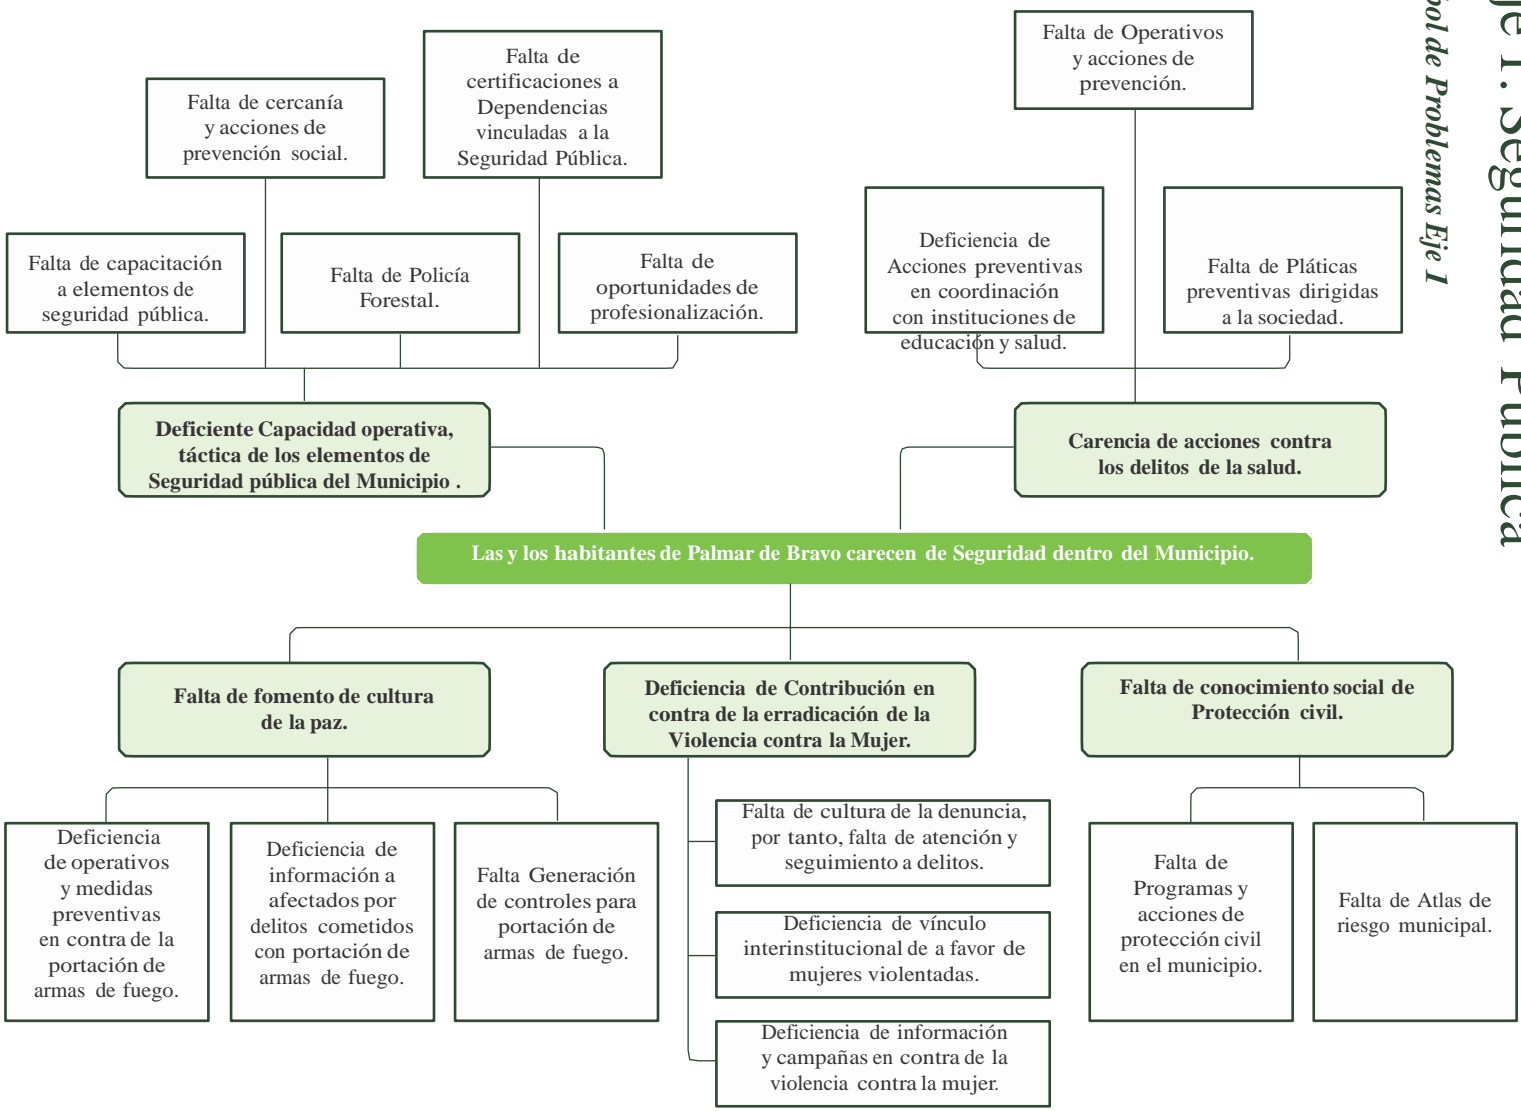 Falta de Operativos
y acciones de
prevención.
Falta de
certificaciones a
Dependencias
vinculadas a la
Seguridad Pública.
Falta de cercanía
y acciones de
prevención social.
Falta de capacitación
a elementos de
seguridad pública.
Falta de Policía
Forestal.
Falta de
oportunidades de
profesionalización.
Deficiencia de
Acciones preventivas
en coordinación
con instituciones de
educación y salud.
Falta de Pláticas
preventivas dirigidas
a la sociedad.
Deficiente Capacidad operativa,
táctica de los elementos de
Seguridad pública del Municipio .
Carencia de acciones contra
los delitos de la salud.
Las y los habitantes de Palmar de Bravo carecen de Seguridad dentro del Municipio.
Falta de fomento de cultura
de la paz.
Deficiencia de Contribución en
contra de la erradicación de la
Violencia contra la Mujer.
Falta de conocimiento social de
Protección civil.
Deficiencia
de operativos
y medidas
preventivas
en contra de la
portación de
armas de fuego.
Deficiencia de
información a
afectados por
delitos cometidos
con portación de
armas de fuego.
Falta Generación
de controles para
portación de
armas de fuego.
Falta de cultura de la denuncia,
por tanto, falta de atención y
seguimiento a delitos.
Deficiencia de vínculo
interinstitucional de a favor de
mujeres violentadas.
Deficiencia de información
y campañas en contra de la
violencia contra la mujer.
Falta de
Programas y
acciones de
protección civil
en el municipio.
Falta de Atlas de
riesgo municipal.
1. Seguridad Pública
de Problemas Eje 1